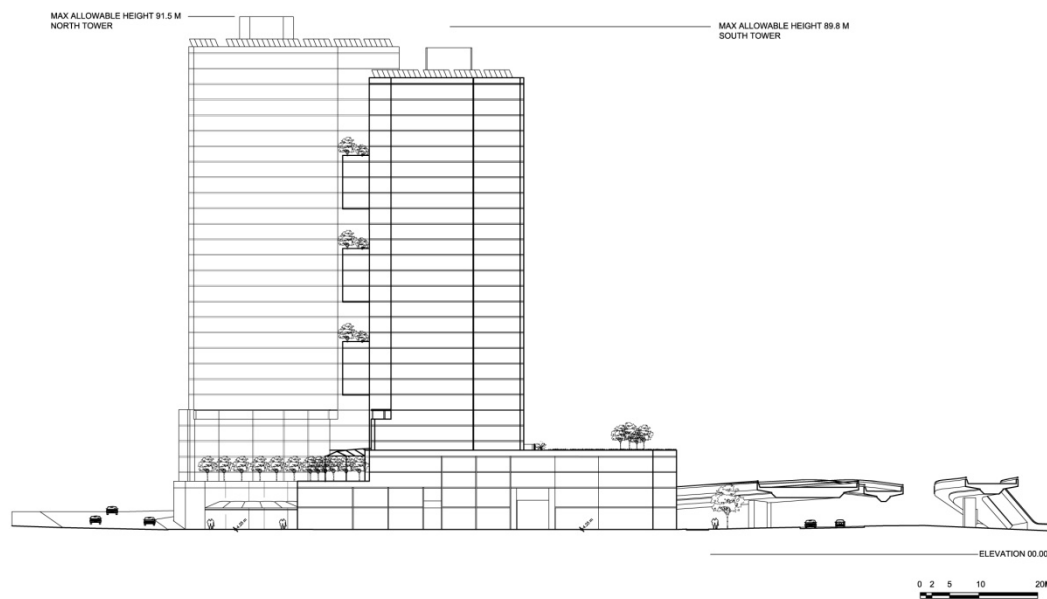 MAX ALLOWABLE HEIGHT 91.5 M
NORTH TOWER
MAX ALLOWABLE HEIGHT 89.8 M
SOUTH TOWER
ELEVATION 00.00
0 2 5 10 20M